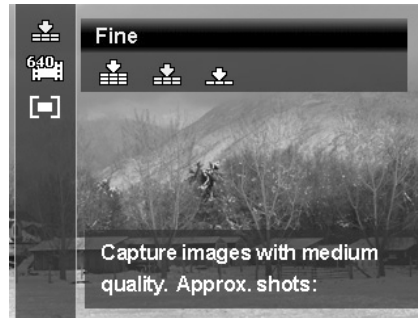 Fine
640
Capture images with medium
quality. Approx. shots: